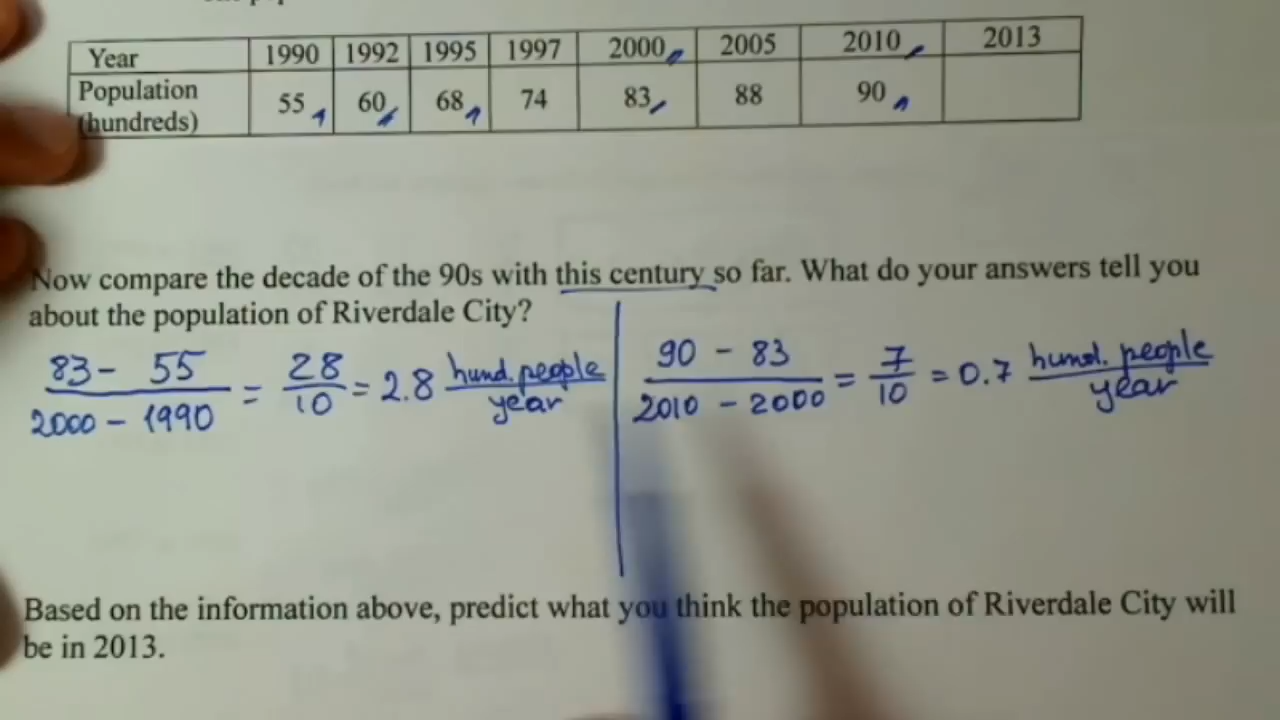 Year 1990 1992 1995 1997 2000 2005 2010 2013
Population (hundreds) 55 60 68 74 83 88 90
Now compare the decade of the 90s with this century so far. What do your answers tell you
about the population of Riverdale City?
83 - 55 / 2000 - 1990 = 28 / 10 = 2.8 hund. people / year
90 - 83 / 2010 - 2000 = 7 / 10 = 0.7 hund. people / year
Based on the information above, predict what you think the population of Riverdale City will
be in 2013.